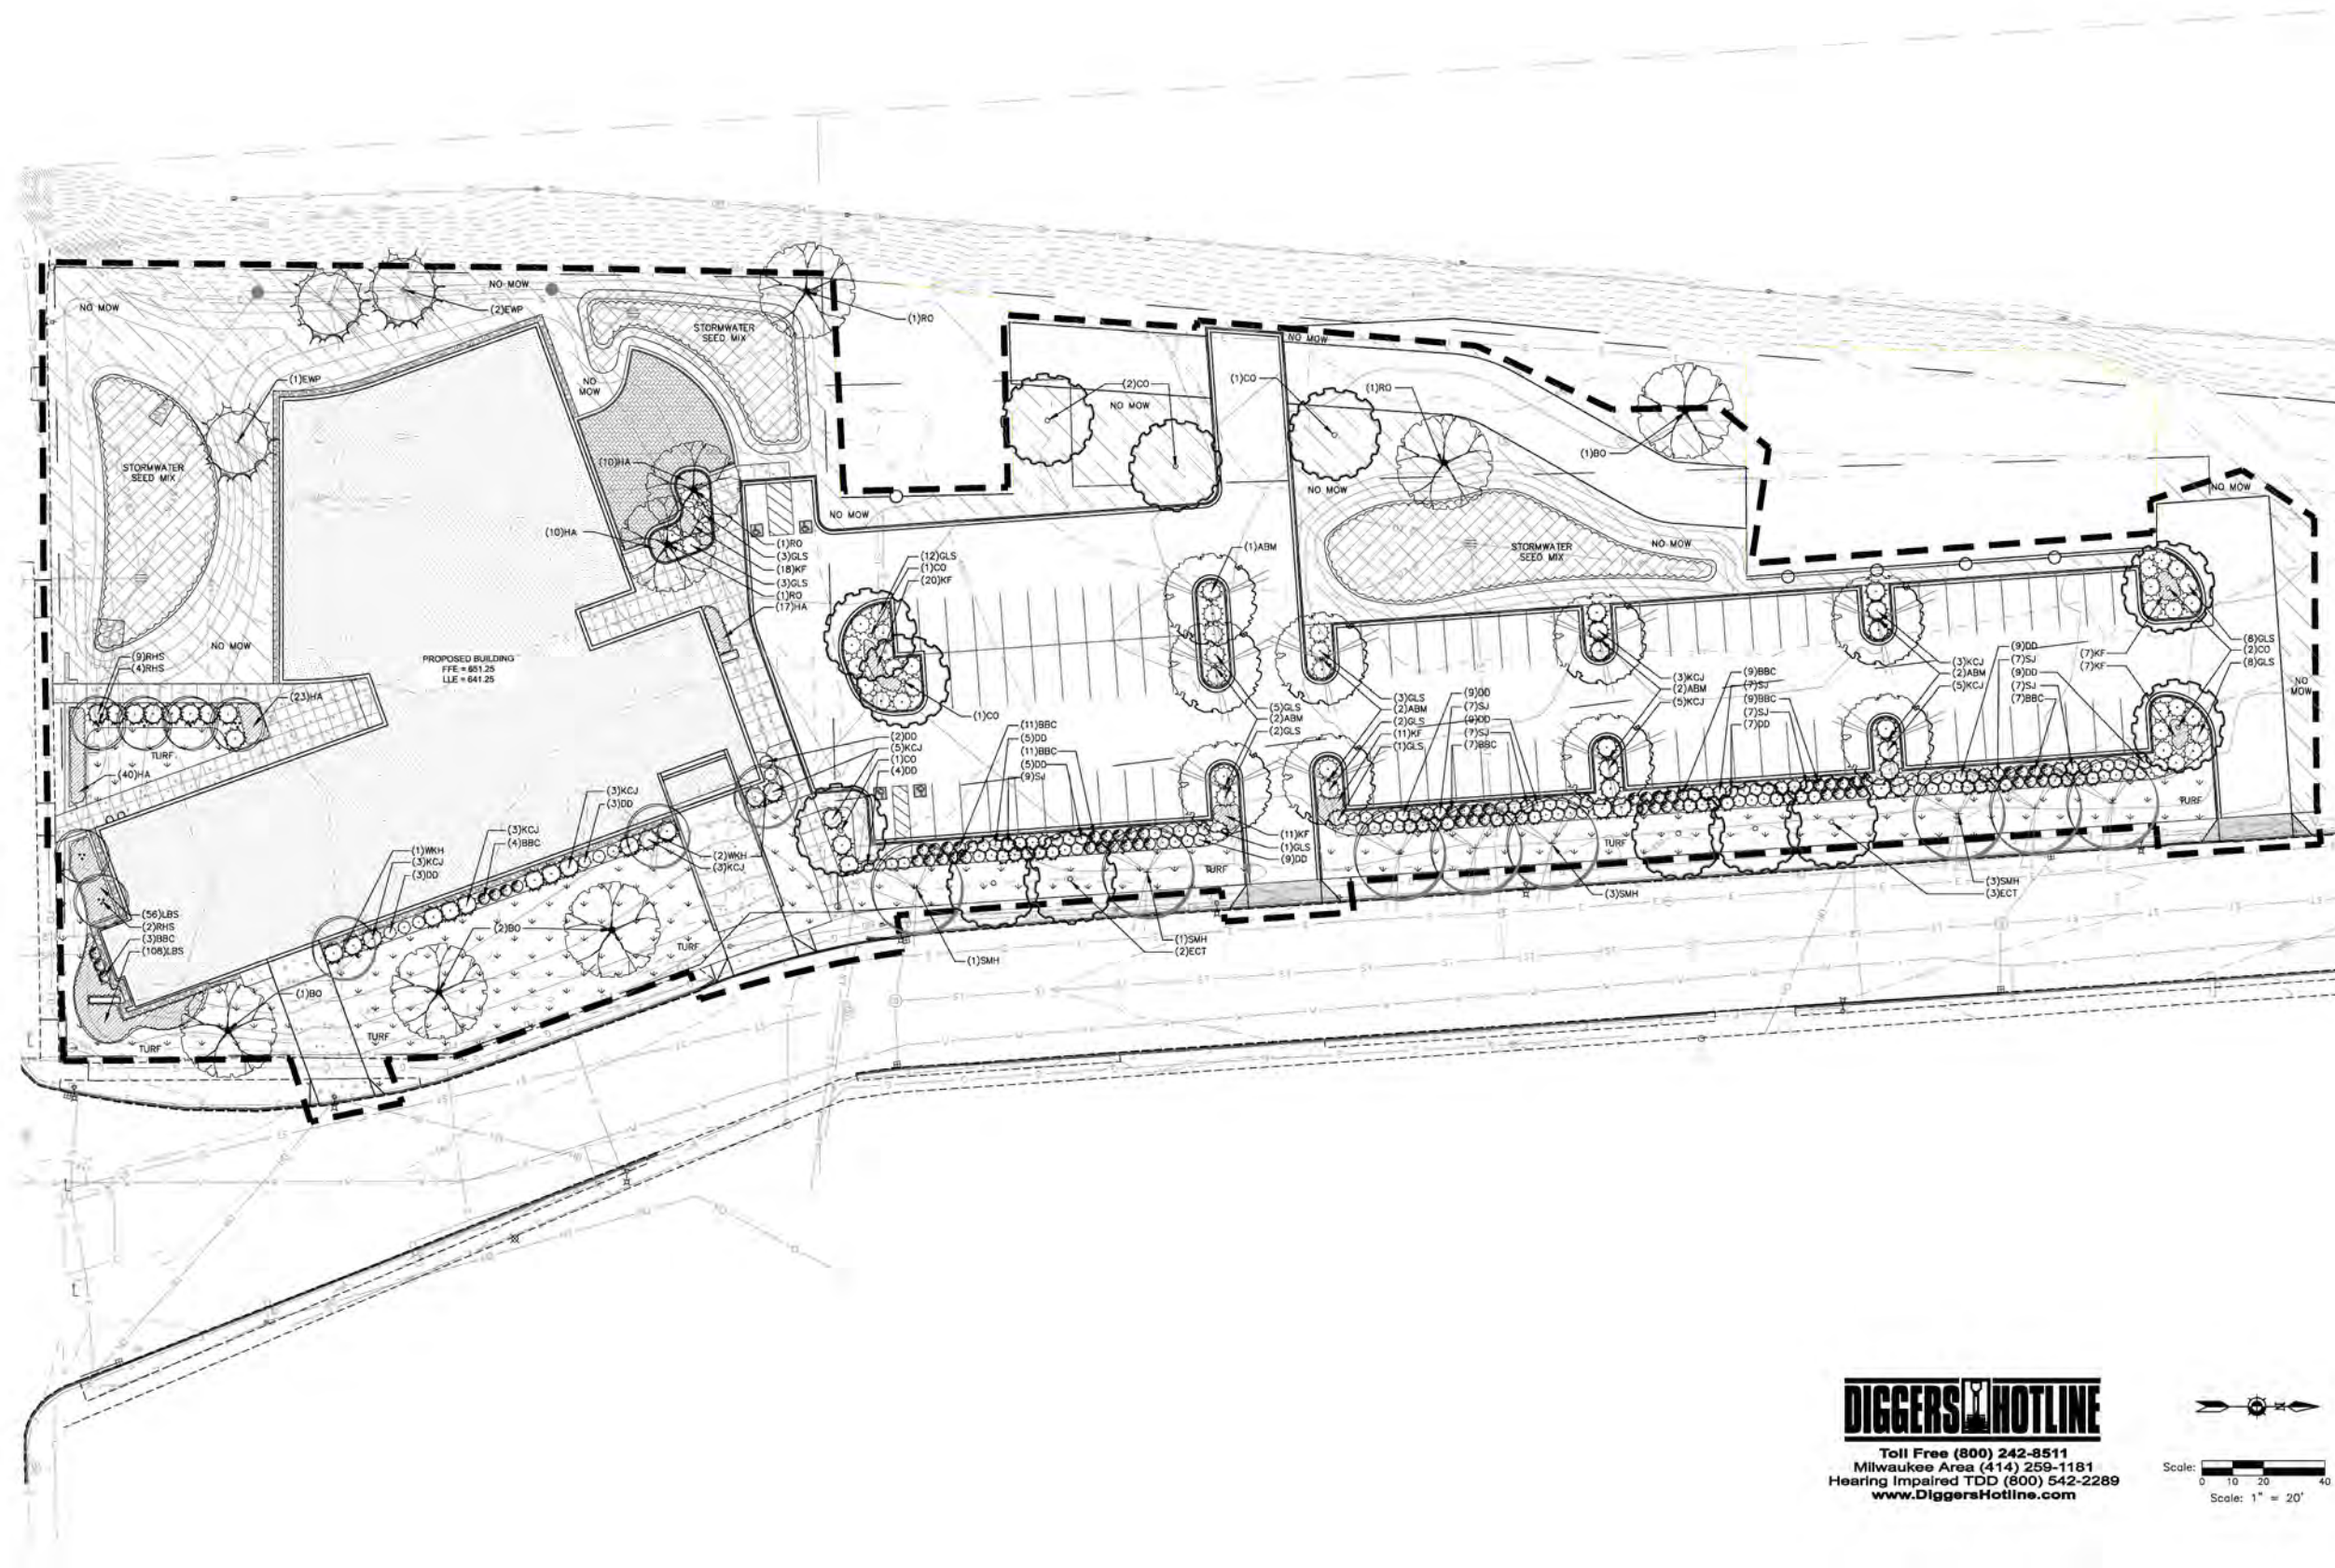 NO MOW
(2)EWP
NO MOW
(1)RO
STORMWATER
SEED MIX
NO MOW
(1)EWP
NO
MOW
(2)CO
NO MOW
(1)CO
(1)RO
(1)BO
STORMWATER
SEED MIX
(10)HA
NO MOW
NO MOW
NO MOW
(10)HA
(1)RO
(3)GLS
(18)KF
(3)GLS
(1)RO
(17)HA
(12)GLS
(1)CO
(20)KF
(1)ABM
STORMWATER
SEED MIX
NO MOW
NO MOW
(9)RHS
(4)RHS
PROPOSED BUILDING
FFE = 651.25
LLE = 641.25
(23)HA
TURF
(40)HA
(1)CO
(5)GLS
(2)ABM
(2)GLS
(3)GLS
(2)ABM
(2)GLS
(11)KF
(1)GLS
(9)DD
(7)SJ
(9)DD
(7)SJ
(7)BBC
(3)KCJ
(2)ABM
(5)KCJ
(9)BBC
(7)SJ
(9)BBC
(7)SJ
(7)DD
(3)KCJ
(2)ABM
(5)KCJ
(9)DD
(7)SJ
(9)DD
(7)SJ
(7)BBC
(7)KF
(7)KF
(8)GLS
(2)CO
(8)GLS
NO
MOW
(2)DD
(5)KCJ
(1)CO
(4)DD
(11)BBC
(5)DD
(11)BBC
(5)DD
(9)SJ
(3)KCJ
(3)DD
(3)KCJ
(4)BBC
(1)WKH
(3)KCJ
(3)DD
(2)WKH
(3)KCJ
(11)KF
(1)GLS
(9)DD
TURF
TURF
TURF
(3)SMH
(3)SMH
(3)ECT
(56)LBS
(2)RHS
(3)BBC
(108)LBS
(2)BO
TURF
(1)SMH
(2)ECT
(1)SMH
(1)BO
TURF
TURF
DIGGERS HOTLINE
Toll Free (800) 242-8511
Milwaukee Area (414) 259-1181
Hearing Impaired TDD (800) 542-2289
www.DiggersHotline.com
N
Scale:
0 10 20 40
Scale: 1" = 20'